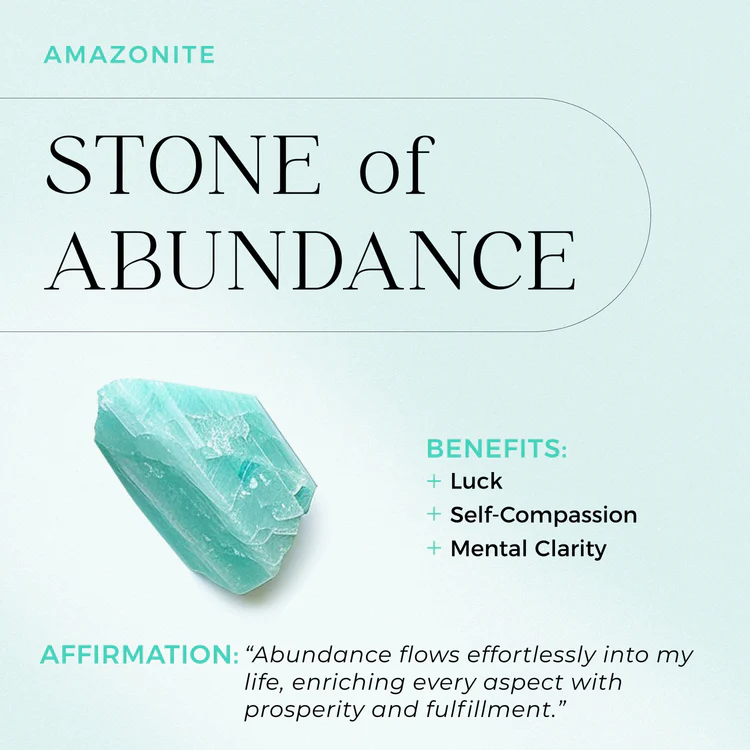 AMAZONITE
STONE of
ABUNDANCE
BENEFITS:
+ Luck
+ Self-Compassion
+ Mental Clarity
AFFIRMATION: “Abundance flows effortlessly into my
life, enriching every aspect with
prosperity and fulfillment.”